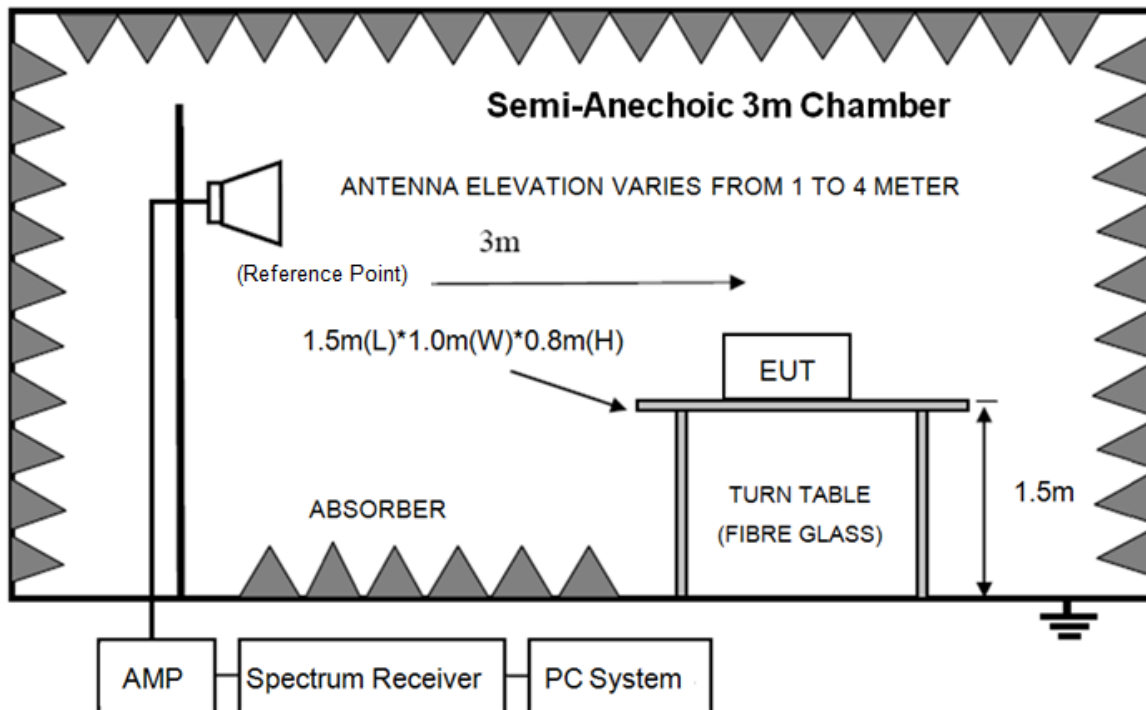 Semi-Anechoic 3m Chamber
ANTENNA ELEVATION VARIES FROM 1 TO 4 METER
3m
(Reference Point)
1.5m(L)*1.0m(W)*0.8m(H)
EUT
ABSORBER
TURN TABLE
(FIBRE GLASS)
1.5m
AMP
Spectrum Receiver
PC System